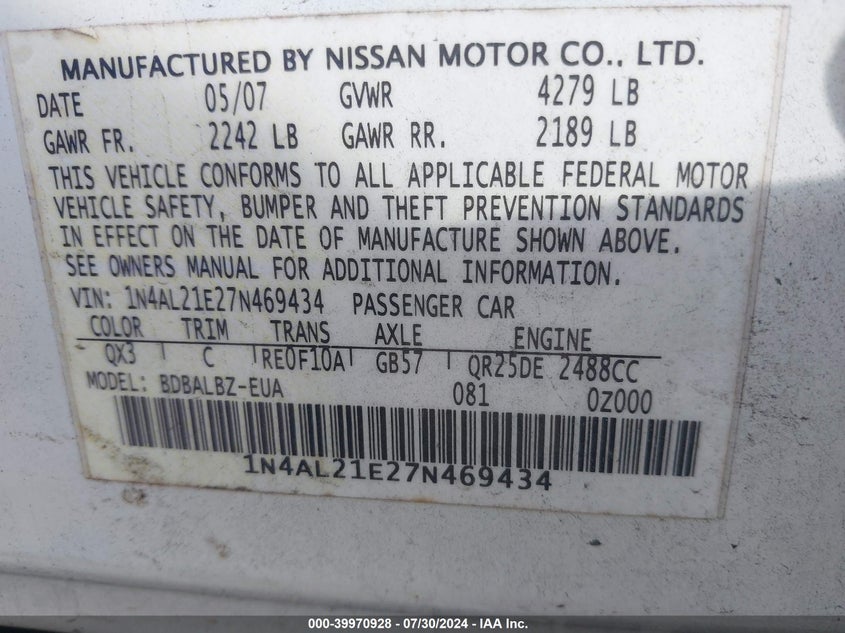 MANUFACTURED BY NISSAN MOTOR CO., LTD.
DATE 05/07 GVWR 4279 LB
GAWR FR. 2242 LB GAWR RR. 2189 LB
THIS VEHICLE CONFORMS TO ALL APPLICABLE FEDERAL MOTOR
VEHICLE SAFETY, BUMPER AND THEFT PREVENTION STANDARDS
IN EFFECT ON THE DATE OF MANUFACTURE SHOWN ABOVE.
SEE OWNERS MANUAL FOR ADDITIONAL INFORMATION.
VIN: 1N4AL21E27N469434 PASSENGER CAR
COLOR TRIM TRANS AXLE ENGINE
QX3 C RE0F10A GB57 QR25DE 2488CC
MODEL: BDBALBZ-EUA 081 0Z000
1N4AL21E27N469434
000-39970928 - 07/30/2024 - IAA Inc.